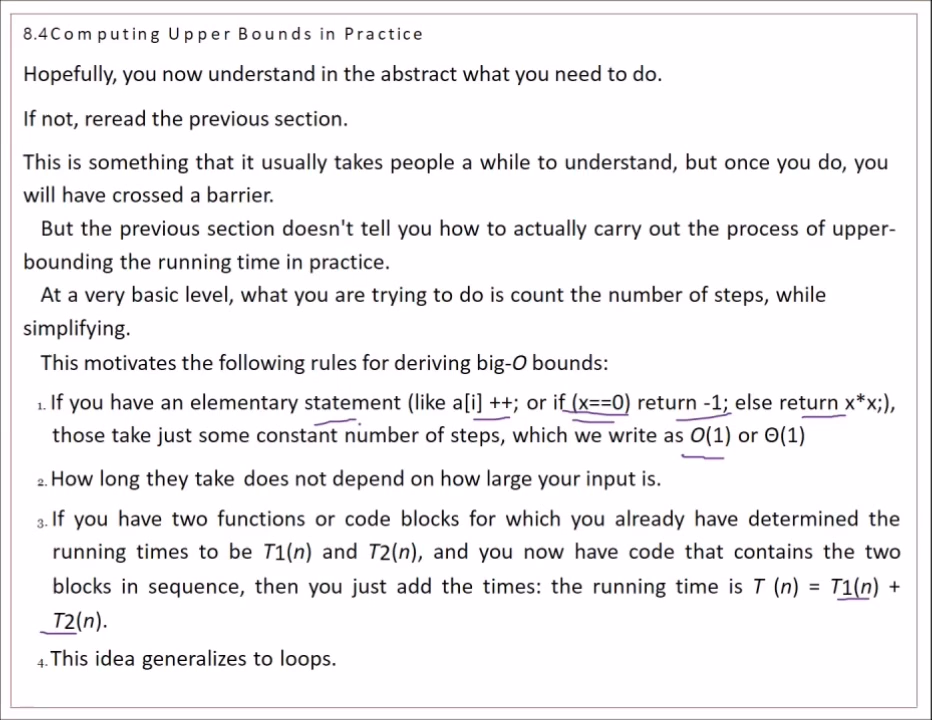 8.4Computing Upper Bounds in Practice
Hopefully, you now understand in the abstract what you need to do.
If not, reread the previous section.
This is something that it usually takes people a while to understand, but once you do, you
will have crossed a barrier.
But the previous section doesn't tell you how to actually carry out the process of upper-
bounding the running time in practice.
At a very basic level, what you are trying to do is count the number of steps, while
simplifying.
This motivates the following rules for deriving big-O bounds:
1. If you have an elementary statement (like a[i] ++; or if (x==0) return -1; else return x*x;),
those take just some constant number of steps, which we write as O(1) or Θ(1)
2. How long they take does not depend on how large your input is.
3. If you have two functions or code blocks for which you already have determined the
running times to be T1(n) and T2(n), and you now have code that contains the two
blocks in sequence, then you just add the times: the running time is T (n) = T1(n) +
T2(n).
4. This idea generalizes to loops.